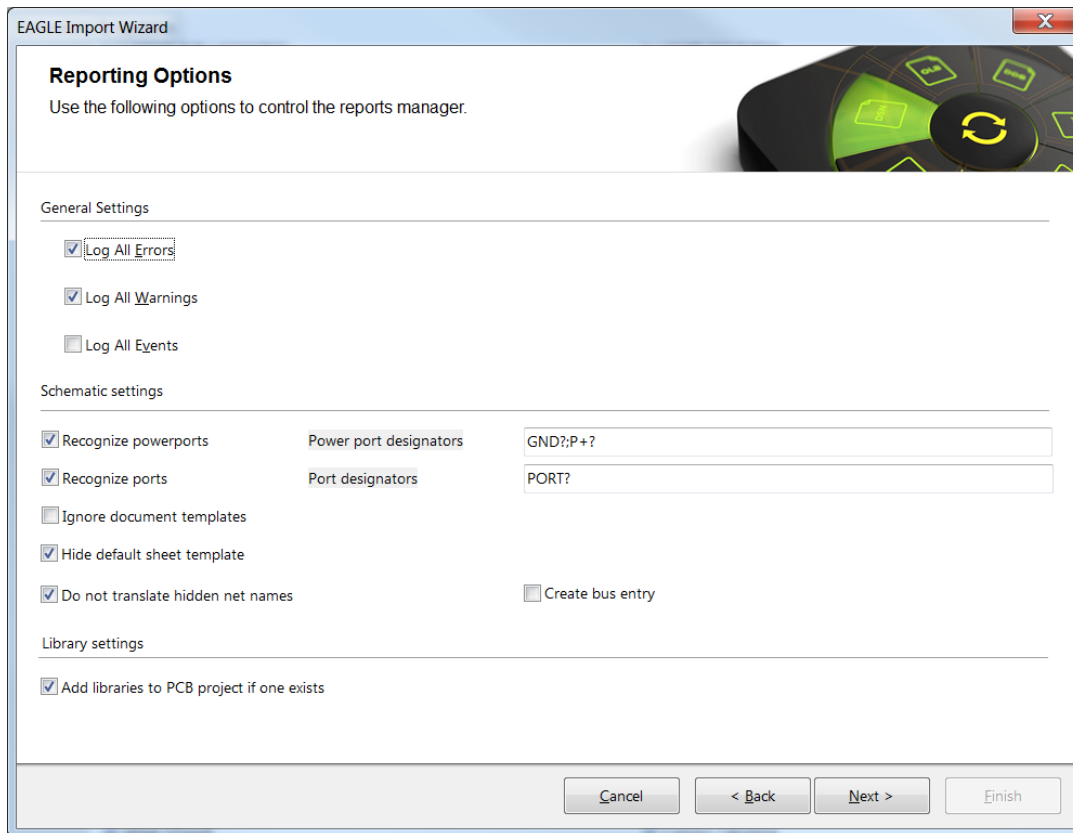 EAGLE Import Wizard
X
Reporting Options
Use the following options to control the reports manager.
OLB
DDB
DSN
General Settings
Log All Errors
Log All Warnings
Log All Events
Schematic settings
Recognize powerports Power port designators GND?;P+?
Recognize ports Port designators PORT?
Ignore document templates
Hide default sheet template
Do not translate hidden net names Create bus entry
Library settings
Add libraries to PCB project if one exists
Cancel < Back Next > Finish